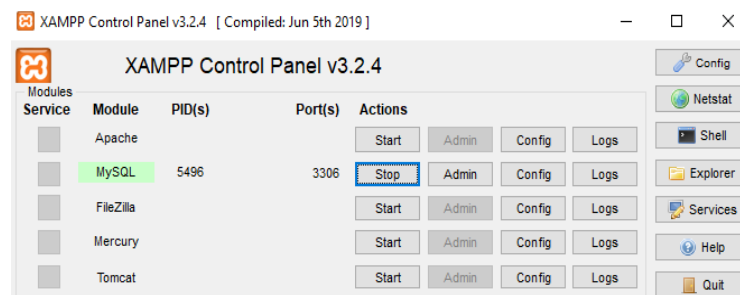 XAMPP Control Panel v3.2.4 [ Compiled: Jun 5th 2019 ]
XAMPP Control Panel v3.2.4
Config
Modules
Service Module PID(s) Port(s) Actions
Netstat
Apache Start Admin Config Logs
Shell
MySQL 5496 3306 Stop Admin Config Logs
Explorer
FileZilla Start Admin Config Logs
Services
Mercury Start Admin Config Logs
Help
Tomcat Start Admin Config Logs
Quit